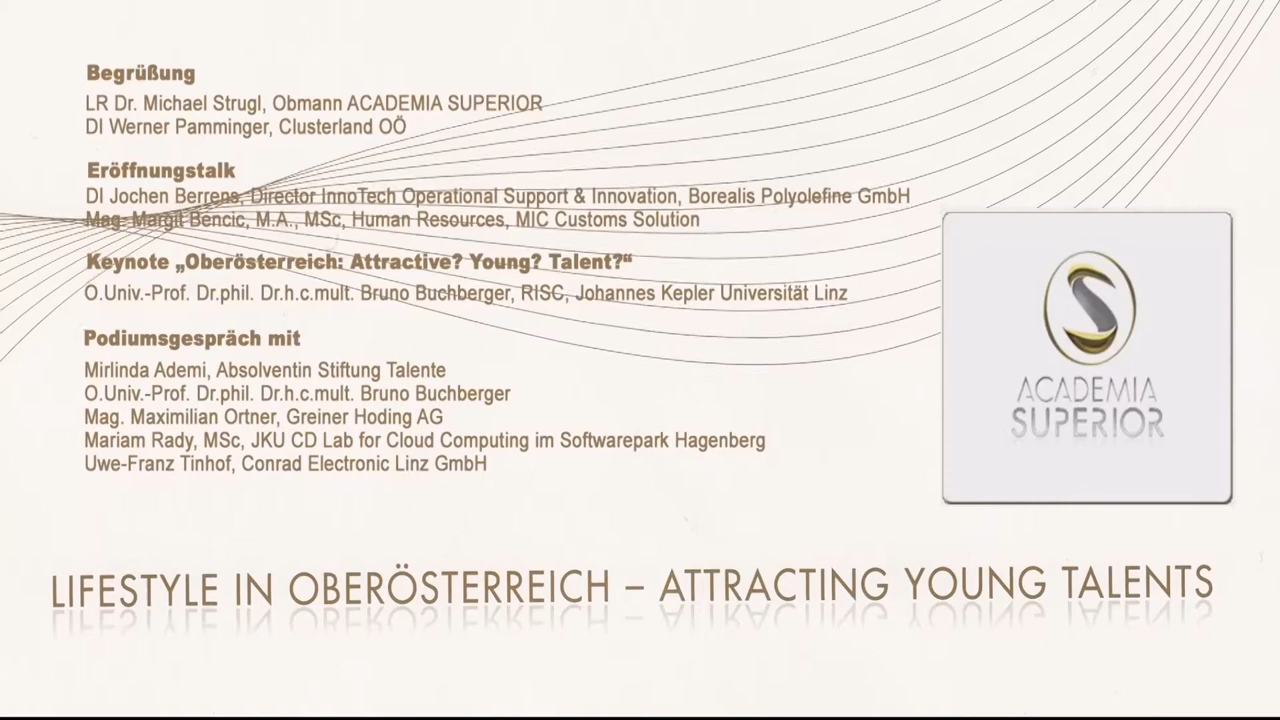 Begrüßung
LR Dr. Michael Strugl, Obmann ACADEMIA SUPERIOR
DI Werner Pamminger, Clusterland OÖ
Eröffnungstalk
DI Jochen Berrens, Director InnoTech Operational Support & Innovation, Borealis Polyolefine GmbH
Mag. Margit Bencic, M.A., MSc, Human Resources, MIC Customs Solution
Keynote „Oberösterreich: Attractive? Young? Talent?“
O.Univ.-Prof. Dr.phil. Dr.h.c.mult. Bruno Buchberger, RISC, Johannes Kepler Universität Linz
Podiumsgespräch mit
Mirlinda Ademi, Absolventin Stiftung Talente
O.Univ.-Prof. Dr.phil. Dr.h.c.mult. Bruno Buchberger
Mag. Maximilian Ortner, Greiner Hoding AG
Mariam Rady, MSc, JKU CD Lab for Cloud Computing im Softwarepark Hagenberg
Uwe-Franz Tinhof, Conrad Electronic Linz GmbH
ACADEMIA
SUPERIOR
LIFESTYLE IN OBERÖSTERREICH – ATTRACTING YOUNG TALENTS